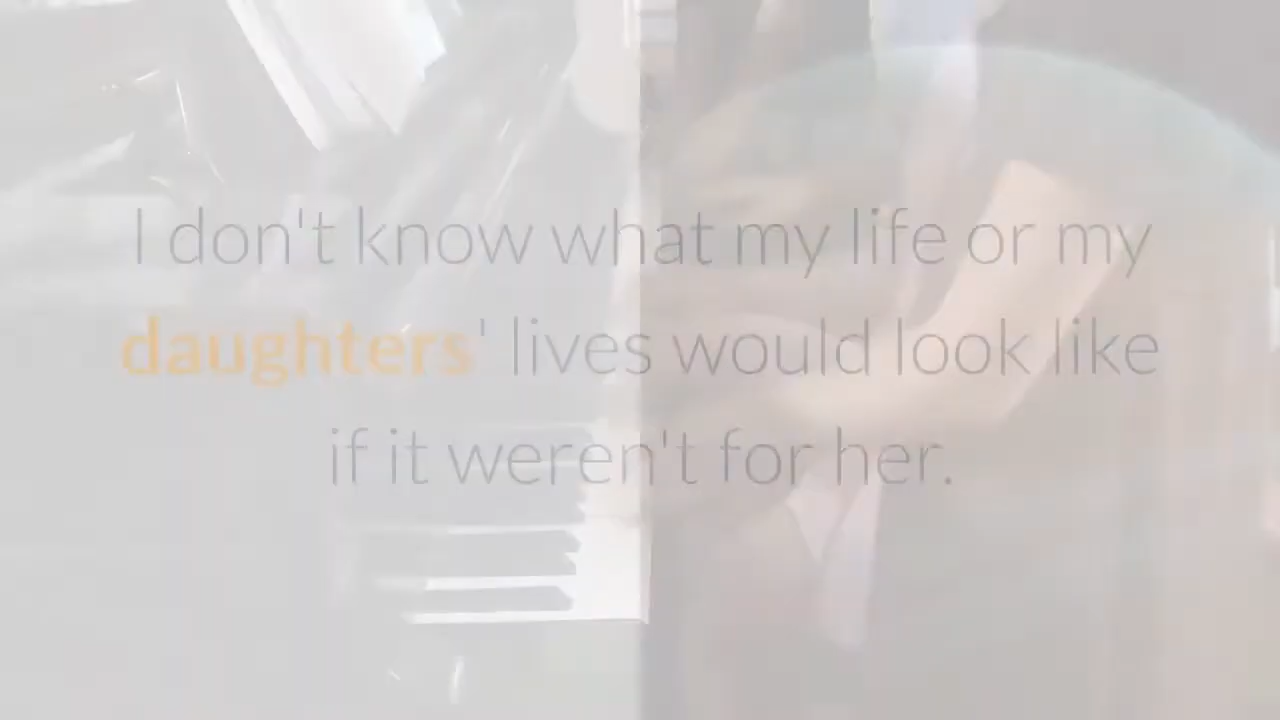 I don't know what my life or my
daughters' lives would look like
if it weren't for her.